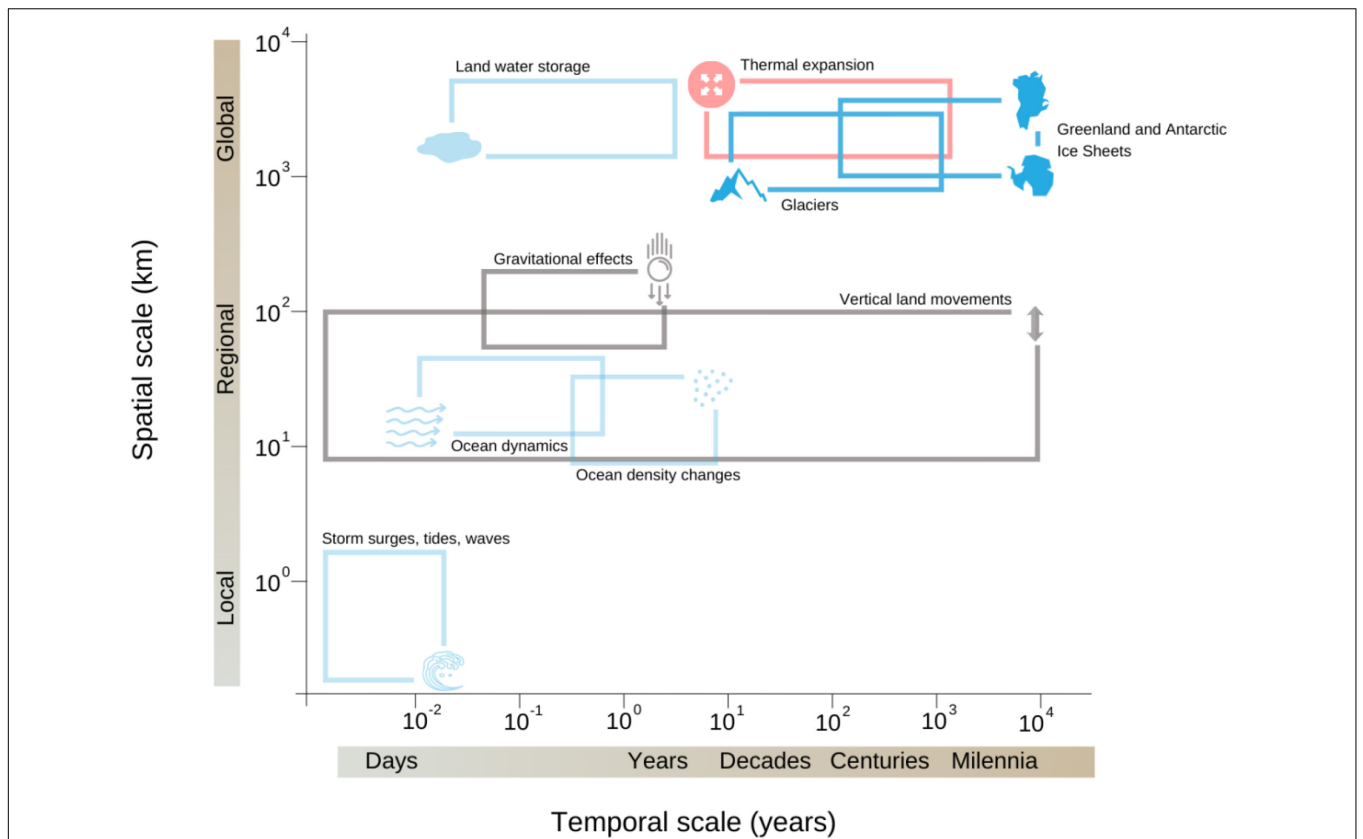 10^4
Land water storage
Thermal expansion
Greenland and Antarctic
Ice Sheets
Global
10^3
Glaciers
Gravitational effects
Vertical land movements
10^2
Spatial scale (km)
Regional
10^1
Ocean dynamics
Ocean density changes
Storm surges, tides, waves
10^0
Local
10^-2 10^-1 10^0 10^1 10^2 10^3 10^4
Days Years Decades Centuries Milennia
Temporal scale (years)